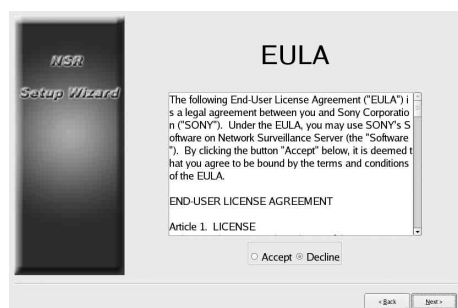 NSR
Setup Wizard
EULA
The following End-User License Agreement ("EULA") i
s a legal agreement between you and Sony Corporatio
n ("SONY"). Under the EULA, you may use SONY's S
oftware on Network Surveillance Server (the "Software
"). By clicking the button "Accept" below, it is deemed t
hat you agree to be bound by the terms and conditions
of the EULA.
END-USER LICENSE AGREEMENT
Article 1. LICENSE
Accept Decline
< Back Next >